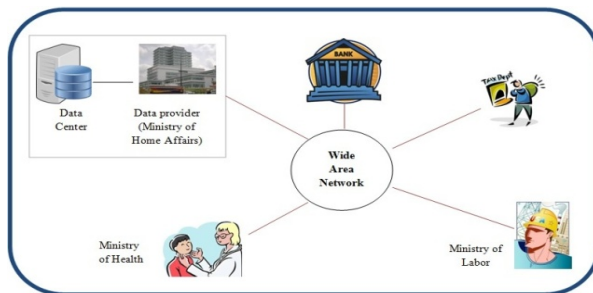 BANK
Tax Dept
Data
Center
Data provider
(Ministry of
Home Affairs)
Wide
Area
Network
Ministry
of Health
Ministry of
Labor